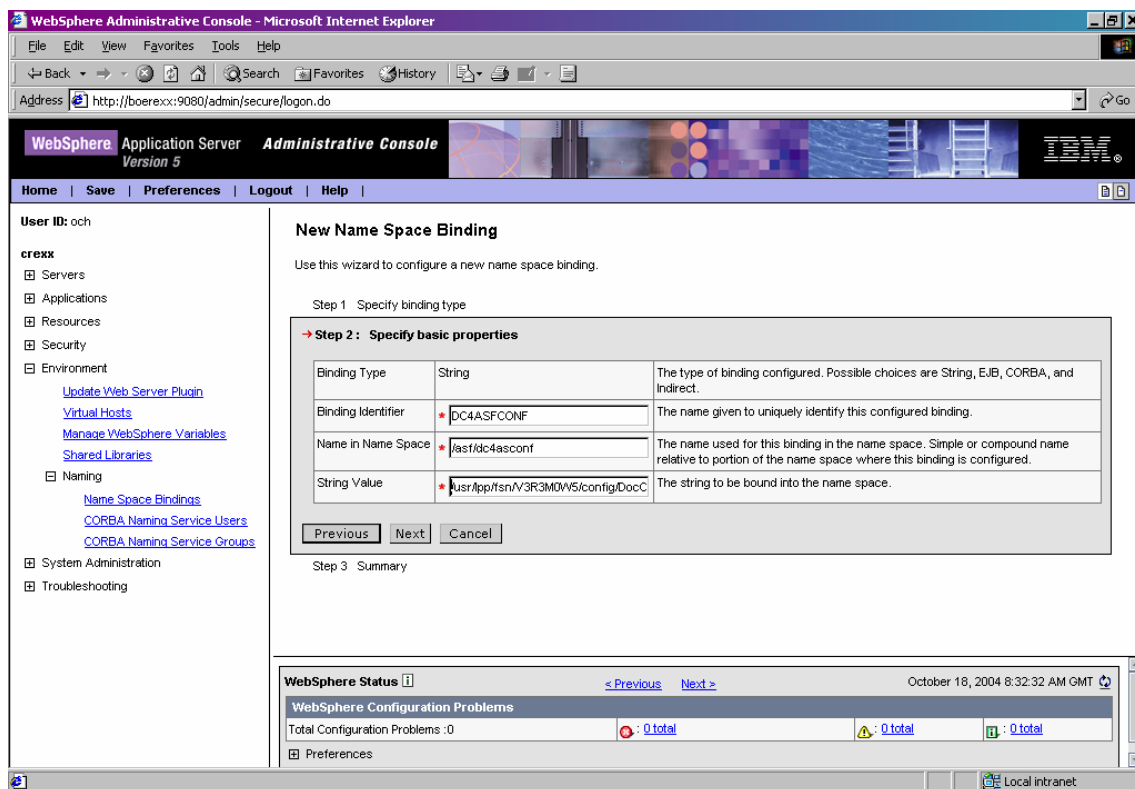 WebSphere Administrative Console - Microsoft Internet Explorer
File Edit View Favorites Tools Help
Back Search Favorites History
Address http://boerexx:9080/admin/secure/logon.do Go
WebSphere Application Server Administrative Console
Version 5
IBM
Home | Save | Preferences | Logout | Help |
User ID: och
crexx
Servers
Applications
Resources
Security
Environment
Update Web Server Plugin
Virtual Hosts
Manage WebSphere Variables
Shared Libraries
Naming
Name Space Bindings
CORBA Naming Service Users
CORBA Naming Service Groups
System Administration
Troubleshooting
New Name Space Binding
Use this wizard to configure a new name space binding.
Step 1 Specify binding type
Step 2 : Specify basic properties
Binding Type String The type of binding configured. Possible choices are String, EJB, CORBA, and
Indirect.
Binding Identifier * DC4ASFCONF The name given to uniquely identify this configured binding.
Name in Name Space * /asf/dc4asconf The name used for this binding in the name space. Simple or compound name
relative to portion of the name space where this binding is configured.
String Value * /usr/lpp/fsn/V3R3M0W5/config/DocC The string to be bound into the name space.
Previous Next Cancel
Step 3 Summary
WebSphere Status < Previous Next > October 18, 2004 8:32:32 AM GMT
WebSphere Configuration Problems
Total Configuration Problems :0 : 0 total : 0 total : 0 total
Preferences
Local intranet